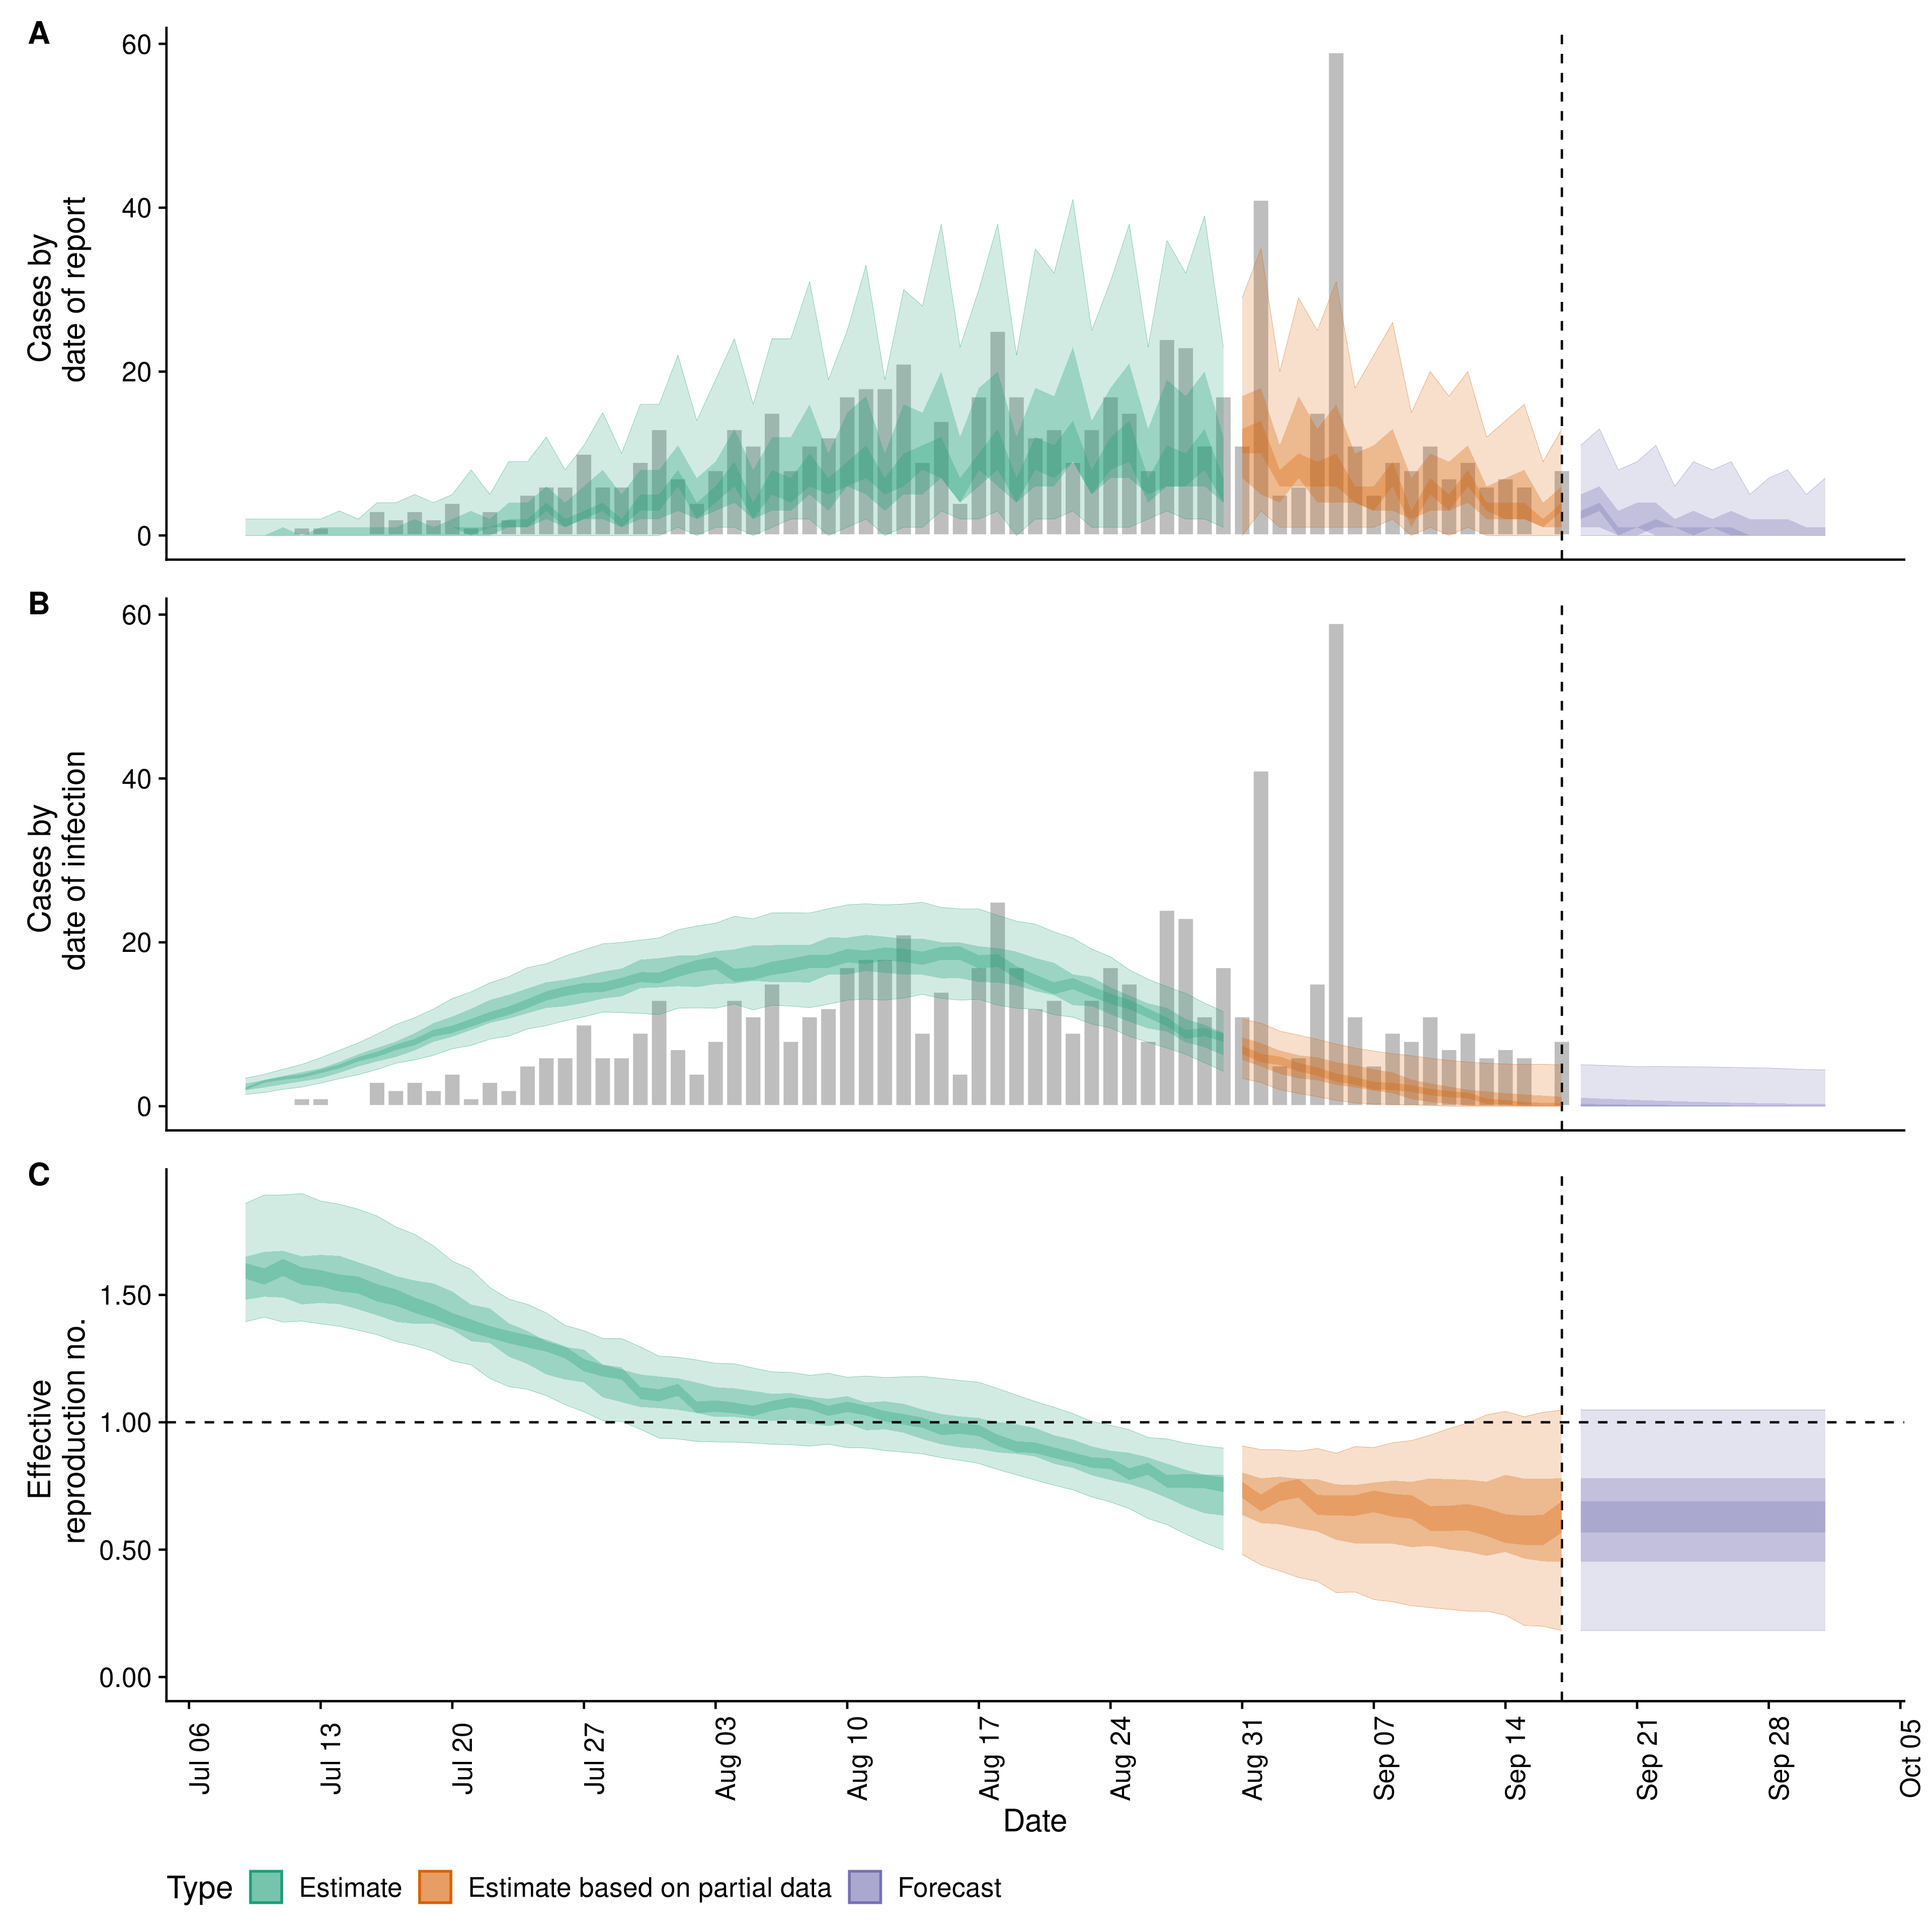 A
Cases by
date of report
60
40
20
0
B
Cases by
date of infection
60
40
20
0
C
Effective
reproduction no.
1.50
1.00
0.50
0.00
Jul 06
Jul 13
Jul 20
Jul 27
Aug 03
Aug 10
Aug 17
Aug 24
Aug 31
Sep 07
Sep 14
Sep 21
Sep 28
Oct 05
Date
Type Estimate Estimate based on partial data Forecast